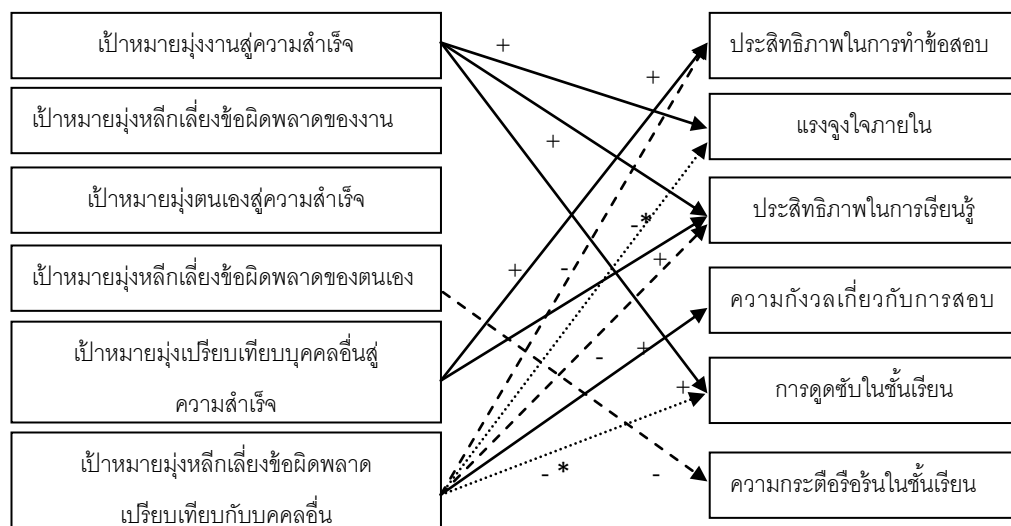 เป้าหมายมุ่งงานสู่ความสำเร็จ
เป้าหมายมุ่งหลีกเลี่ยงข้อผิดพลาดของงาน
เป้าหมายมุ่งตนเองสู่ความสำเร็จ
เป้าหมายมุ่งหลีกเลี่ยงข้อผิดพลาดของตนเอง
เป้าหมายมุ่งเปรียบเทียบบุคคลอื่นสู่
ความสำเร็จ
เป้าหมายมุ่งหลีกเลี่ยงข้อผิดพลาด
เปรียบเทียบกับบุคคลอื่น
+
+
+
-*
+
-
+
-
+
+
-*
-
ประสิทธิภาพในการทำข้อสอบ
แรงจูงใจภายใน
ประสิทธิภาพในการเรียนรู้
ความกังวลเกี่ยวกับการสอบ
การดูดซับในชั้นเรียน
ความกระตือรือร้นในชั้นเรียน